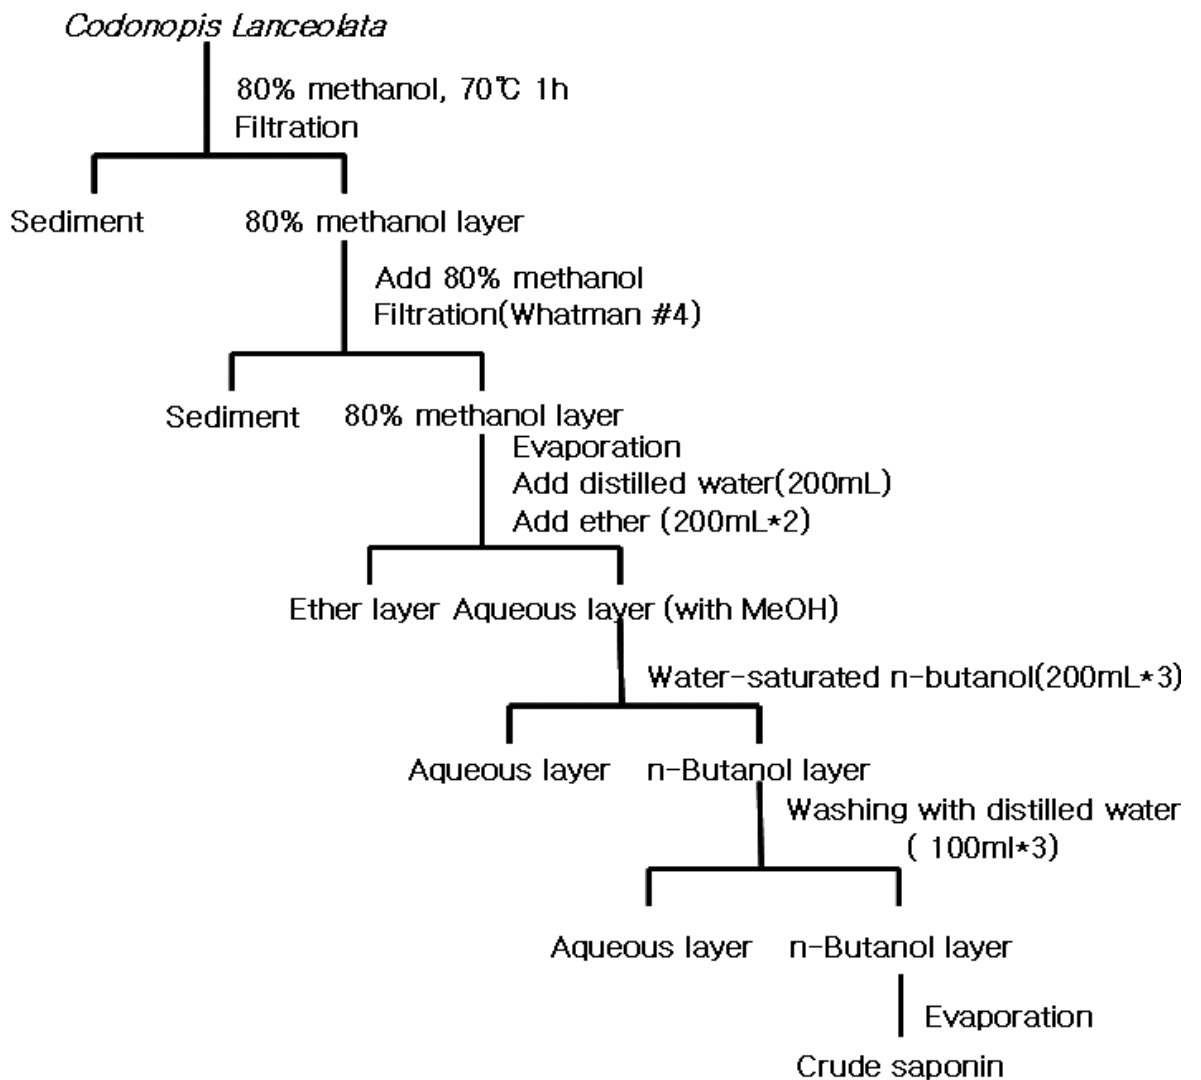 Codonopis Lanceolata
80% methanol, 70℃ 1h
Filtration
Sediment
80% methanol layer
Add 80% methanol
Filtration(Whatman #4)
Sediment
80% methanol layer
Evaporation
Add distilled water(200mL)
Add ether (200mL*2)
Ether layer
Aqueous layer (with MeOH)
Water-saturated n-butanol(200mL*3)
Aqueous layer
n-Butanol layer
Washing with distilled water
( 100ml*3)
Aqueous layer
n-Butanol layer
Evaporation
Crude saponin